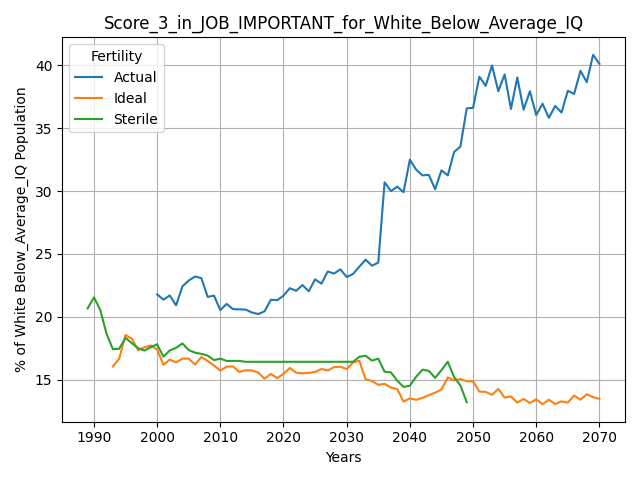 Score_3_in_JOB_IMPORTANT_for_White_Below_Average_IQ
Fertility
Actual
Ideal
Sterile
% of White Below_Average_IQ Population
40
35
30
25
20
15
1990 2000 2010 2020 2030 2040 2050 2060 2070
Years